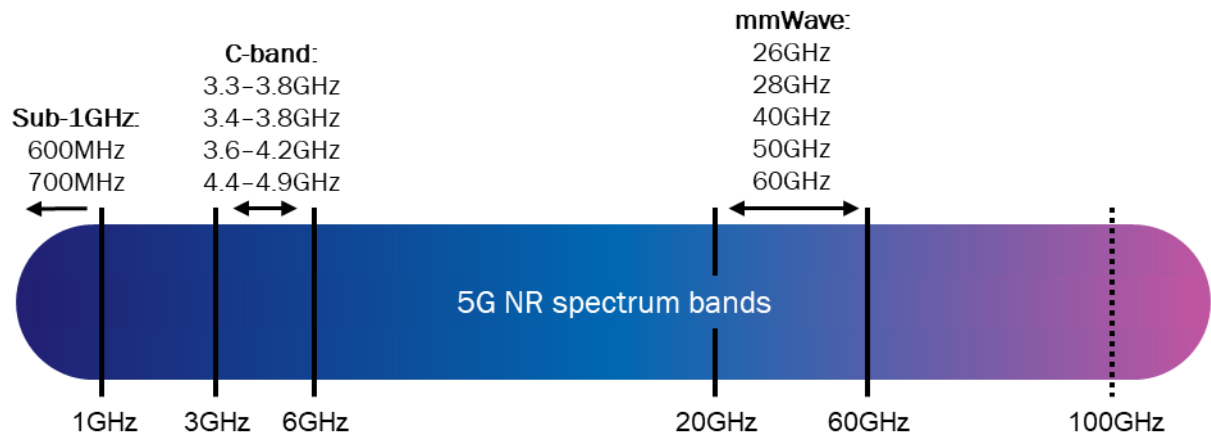 Sub-1GHz:
600MHz
700MHz
C-band:
3.3–3.8GHz
3.4–3.8GHz
3.6–4.2GHz
4.4–4.9GHz
mmWave:
26GHz
28GHz
40GHz
50GHz
60GHz
5G NR spectrum bands
1GHz
3GHz
6GHz
20GHz
60GHz
100GHz